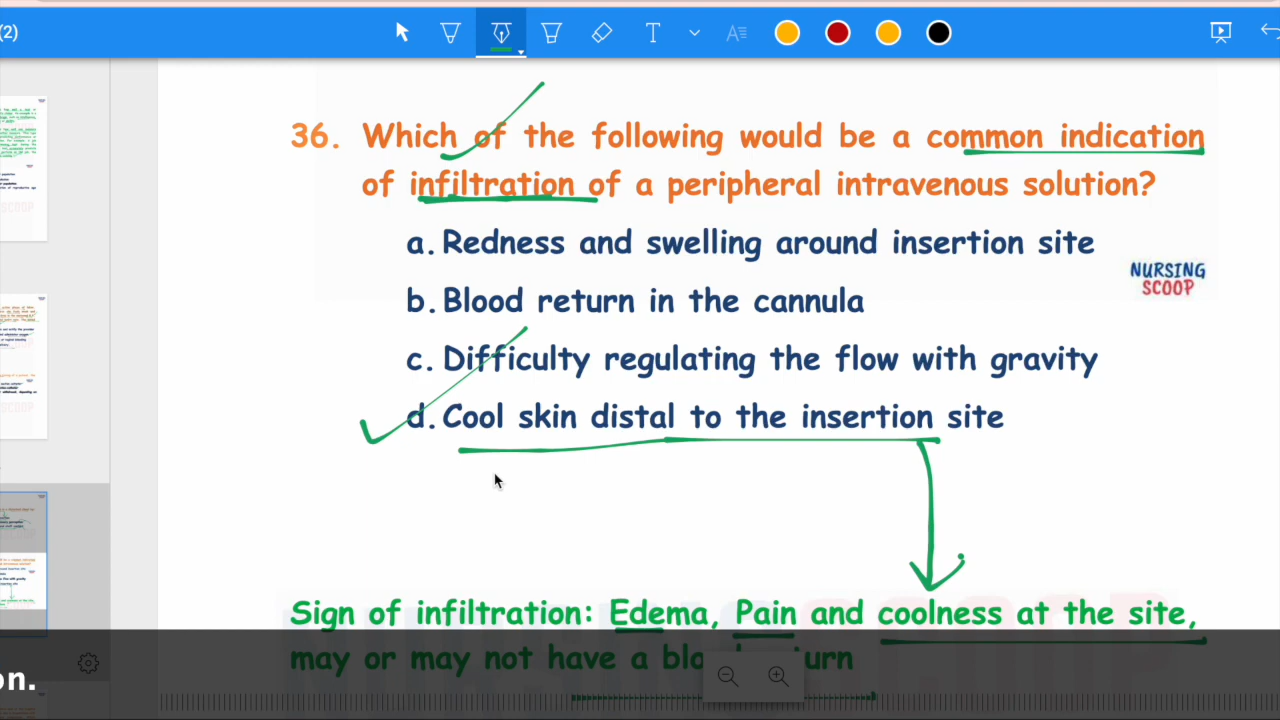 (2)
36. Which of the following would be a common indication
of infiltration of a peripheral intravenous solution?
a. Redness and swelling around insertion site
NURSING
SCOOP
b. Blood return in the cannula
c. Difficulty regulating the flow with gravity
d. Cool skin distal to the insertion site
Sign of infiltration: Edema, Pain and coolness at the site,
may or may not have a
on.